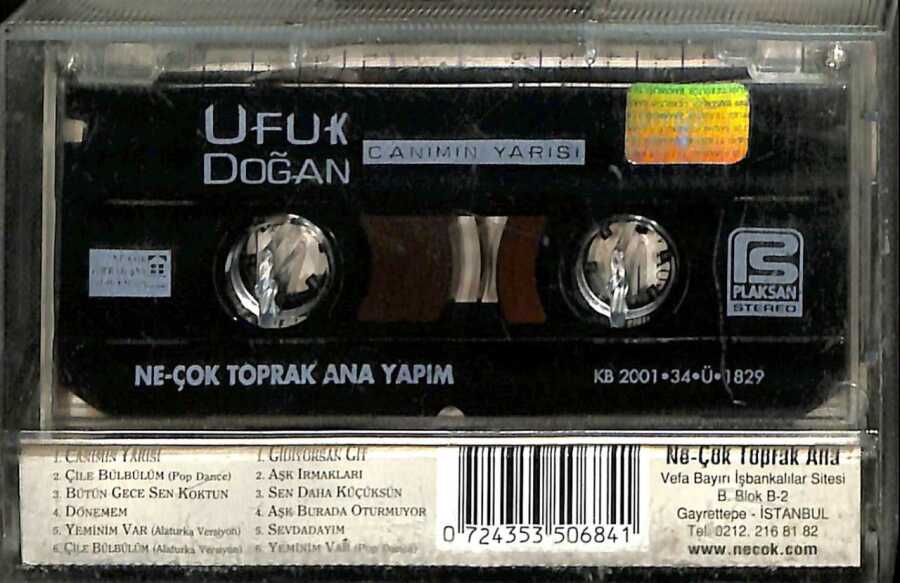 UFUK
DOĞAN
CANIMIN YARISI
PLAKSAN
STEREO
NE-ÇOK TOPRAK ANA YAPIM
KB 2001•34•Ü•1829
1. CANIMIN YARISI
2. ÇİLE BÜLBÜLÜM (Pop Dance)
3. BÜTÜN GECE SEN KOKTUN
4. DÖNEMEM
5. YEMİNİM VAR (Alaturka Versiyon)
6. ÇİLE BÜLBÜLÜM (Alaturka Versiyon)
1. GİDİYORSAN GİT
2. AŞK IRMAKLARI
3. SEN DAHA KÜÇÜKSÜN
4. AŞK BURADA OTURMUYOR
5. SEVDADAYIM
6. YEMİNİM VAR (Pop Dance)
0 724353 506841
Ne-Çok Toprak Ana
Vefa Bayırı İşbankalılar Sitesi
B. Blok B-2
Gayrettepe - İSTANBUL
Tel: 0212. 216 81 82
www.necok.com